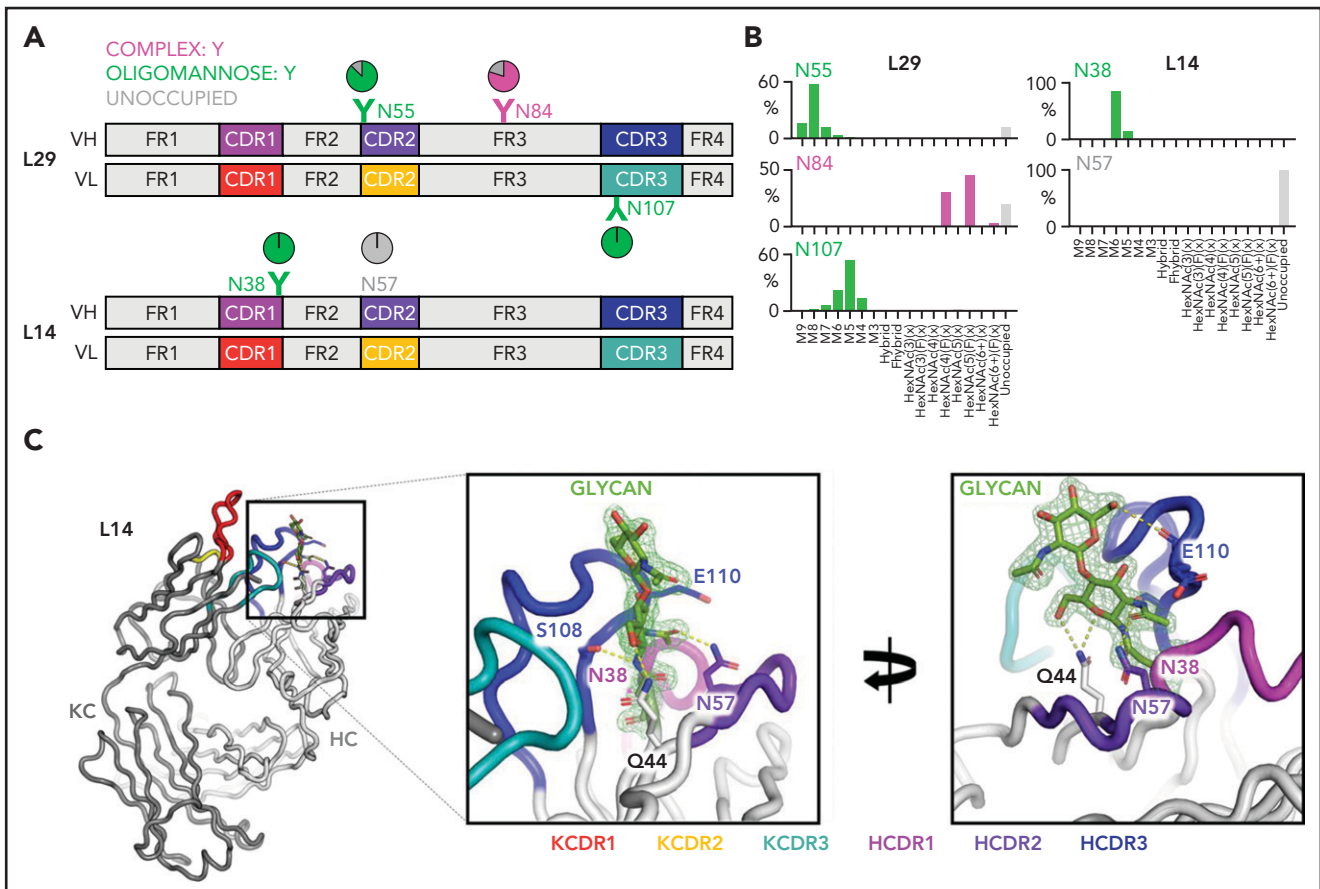 A
COMPLEX: Y
OLIGOMANNOSE: Y
UNOCCUPIED
N55
N84
L29
VH FR1 CDR1 FR2 CDR2 FR3 CDR3 FR4
VL FR1 CDR1 FR2 CDR2 FR3 CDR3 FR4
N107
N38
N57
L14
VH FR1 CDR1 FR2 CDR2 FR3 CDR3 FR4
VL FR1 CDR1 FR2 CDR2 FR3 CDR3 FR4
B
L29
N55
60
%
0
N84
50
%
0
N107
60
%
0
M9
M8
M7
M6
M5
M4
M3
Hybrid
Fhybrid
HexNAc(3)(x)
HexNAc(3)(F)(x)
HexNAc(4)(x)
HexNAc(4)(F)(x)
HexNAc(5)(x)
HexNAc(5)(F)(x)
HexNAc(6+)(x)
HexNAc(6+)(F)(x)
Unoccupied
L14
N38
100
%
0
N57
100
%
0
M9
M8
M7
M6
M5
M4
M3
Hybrid
Fhybrid
HexNAc(3)(x)
HexNAc(3)(F)(x)
HexNAc(4)(x)
HexNAc(4)(F)(x)
HexNAc(5)(x)
HexNAc(5)(F)(x)
HexNAc(6+)(x)
HexNAc(6+)(F)(x)
Unoccupied
C
L14
KC
HC
GLYCAN
E110
S108
N38
N57
Q44
GLYCAN
E110
N38
Q44
N57
KCDR1 KCDR2 KCDR3 HCDR1 HCDR2 HCDR3